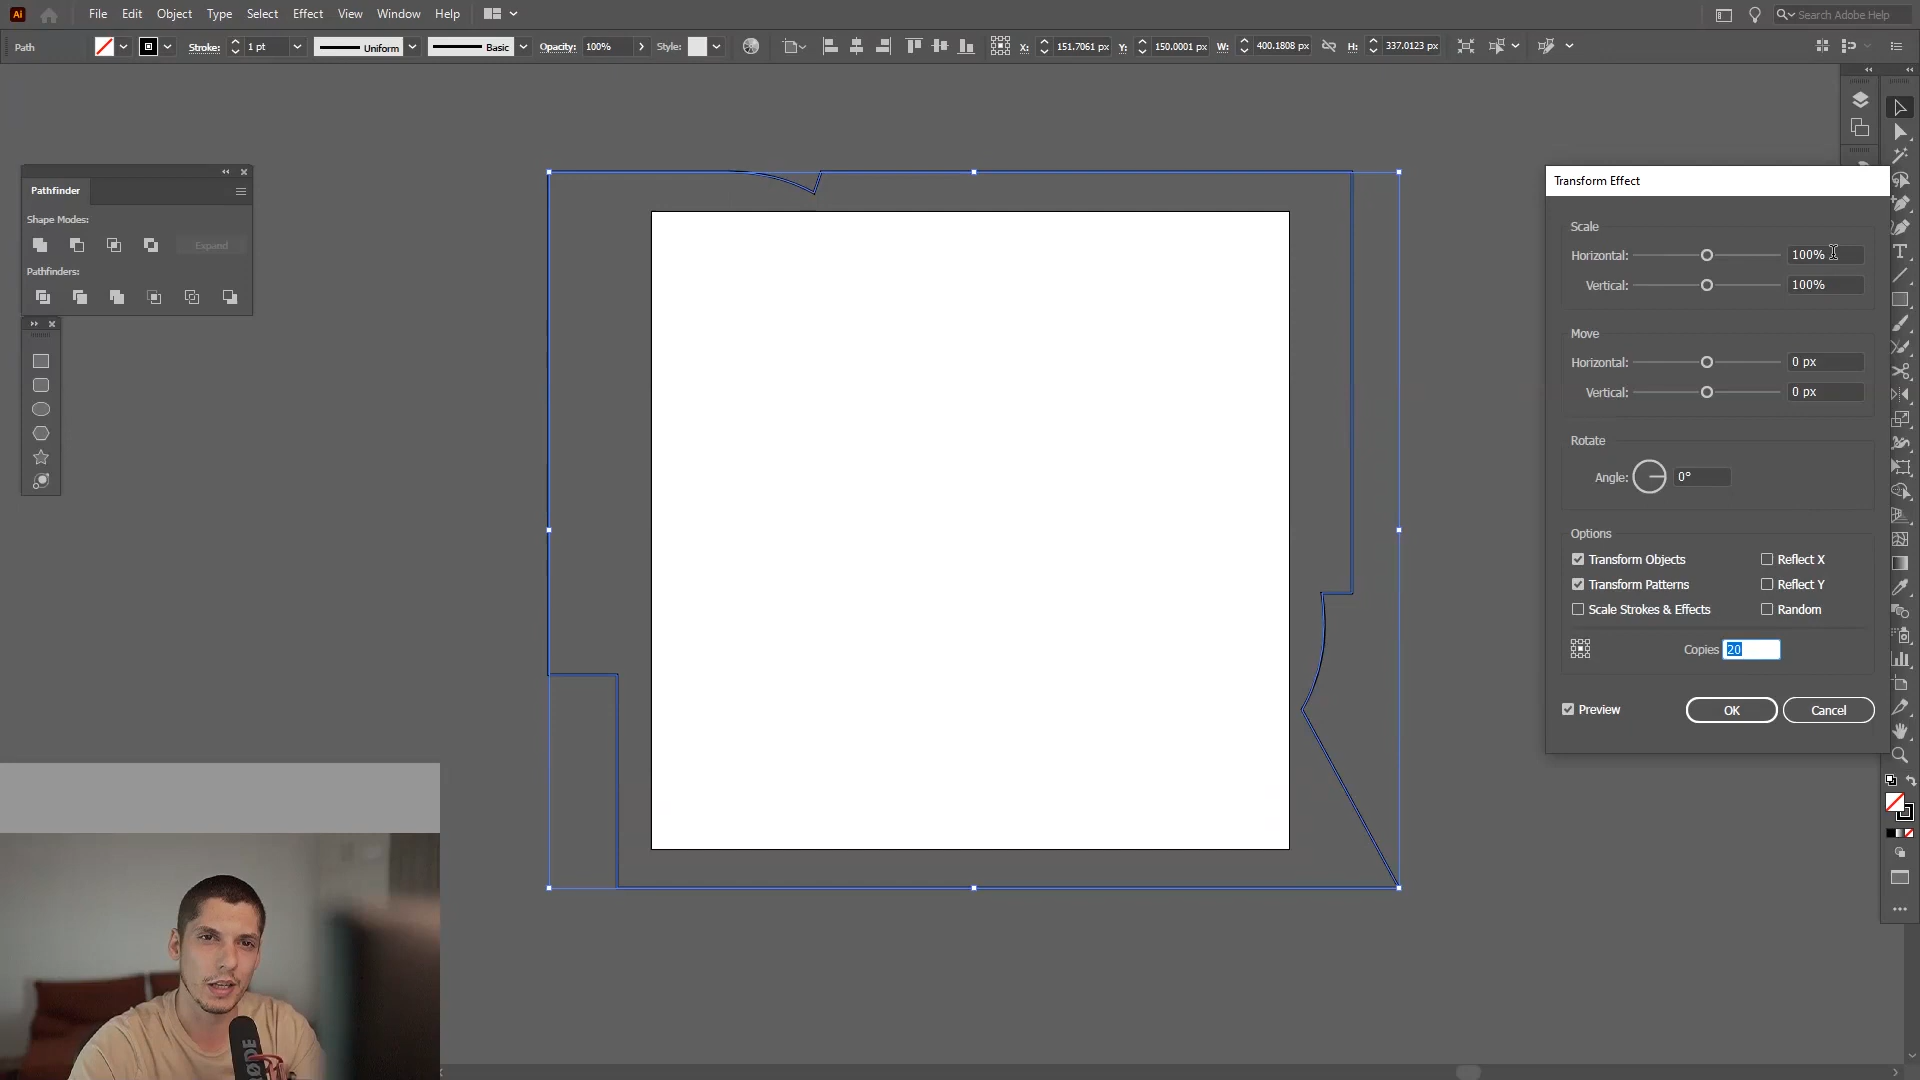 Ai File Edit Object Type Select Effect View Window Help Search Adobe Help
Path Stroke: 1 pt Uniform Basic Opacity: 100% Style: X: 151.7061 px Y: 150.0001 px W: 400.1808 px H: 337.0123 px
Pathfinder
Shape Modes:
Expand
Pathfinders:
Transform Effect
Scale
Horizontal: 100%
Vertical: 100%
Move
Horizontal: 0 px
Vertical: 0 px
Rotate
Angle: 0°
Options
Transform Objects Reflect X
Transform Patterns Reflect Y
Scale Strokes & Effects Random
Copies 20
Preview OK Cancel
RØDE